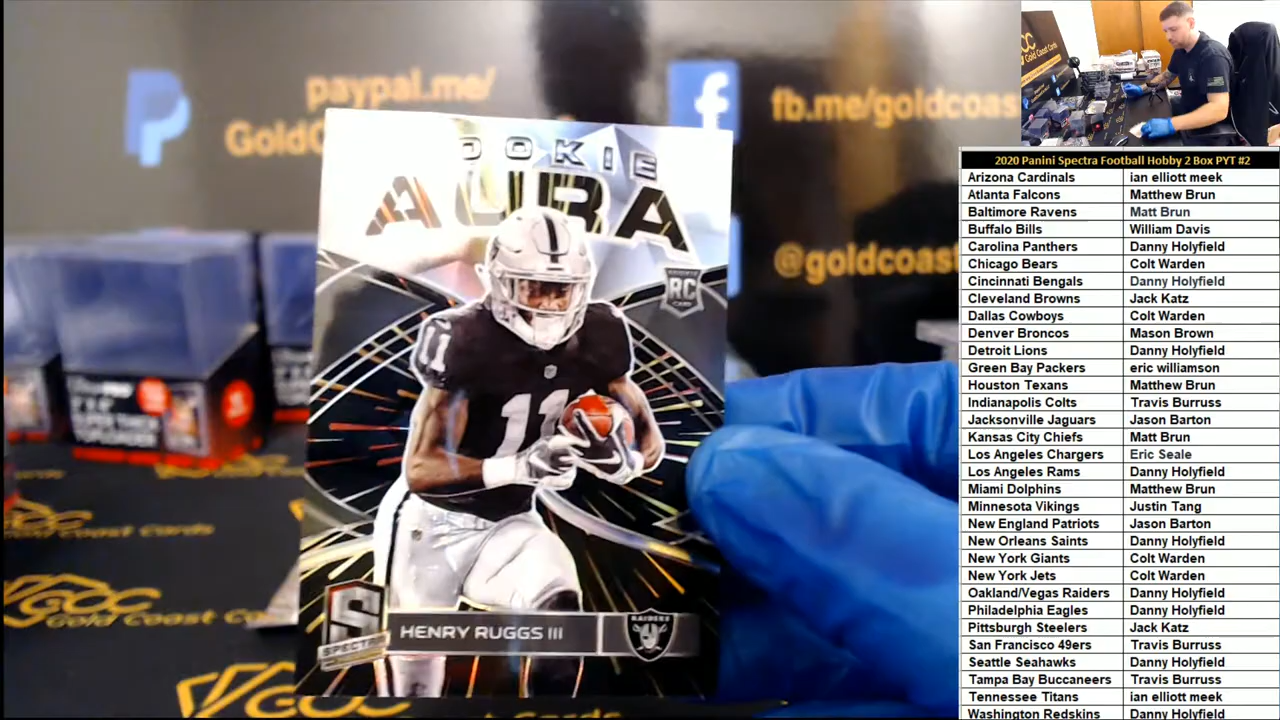 paypal.me/
fb.me/goldcoast
@goldcoast
GCC
Gold Coast Cards
OOKIE
AURA
RC
11
11
HENRY RUGGS III
RAIDERS
S
SPECTRA
2020 Panini Spectra Football Hobby 2 Box PYT #2
Arizona Cardinals ian elliott meek
Atlanta Falcons Matthew Brun
Baltimore Ravens Matt Brun
Buffalo Bills William Davis
Carolina Panthers Danny Holyfield
Chicago Bears Colt Warden
Cincinnati Bengals Danny Holyfield
Cleveland Browns Jack Katz
Dallas Cowboys Colt Warden
Denver Broncos Mason Brown
Detroit Lions Danny Holyfield
Green Bay Packers eric williamson
Houston Texans Matthew Brun
Indianapolis Colts Travis Burruss
Jacksonville Jaguars Jason Barton
Kansas City Chiefs Matt Brun
Los Angeles Chargers Eric Seale
Los Angeles Rams Danny Holyfield
Miami Dolphins Matthew Brun
Minnesota Vikings Justin Tang
New England Patriots Jason Barton
New Orleans Saints Danny Holyfield
New York Giants Colt Warden
New York Jets Colt Warden
Oakland/Vegas Raiders Danny Holyfield
Philadelphia Eagles Danny Holyfield
Pittsburgh Steelers Jack Katz
San Francisco 49ers Travis Burruss
Seattle Seahawks Danny Holyfield
Tampa Bay Buccaneers Travis Burruss
Tennessee Titans ian elliott meek
Washington Redskins Danny Holyfield